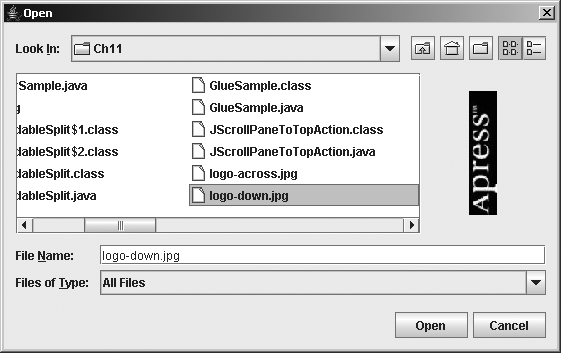 Open
Look In:
Ch11
rSample.java
g
dableSplit$1.class
dableSplit$2.class
dableSplit.class
dableSplit.java
GlueSample.class
GlueSample.java
JScrollPaneToTopAction.class
JScrollPaneToTopAction.java
logo-across.jpg
logo-down.jpg
Apress™
File Name:
logo-down.jpg
Files of Type:
All Files
Open
Cancel